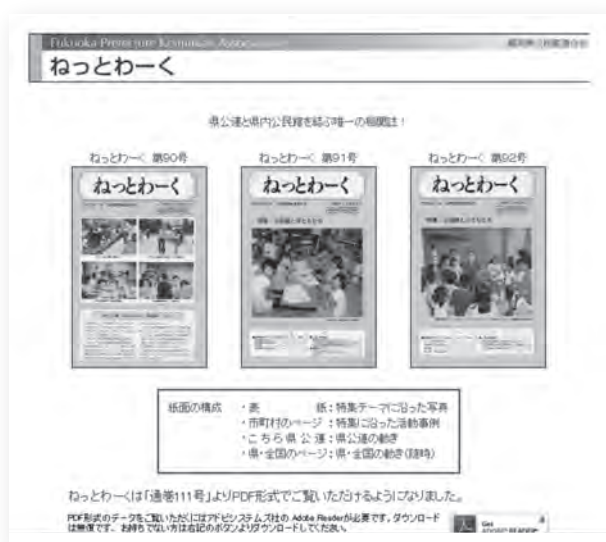 Fukuoka Prefecture Kominkan
ねっとわーく
県公連と県内公民館を結ぶ唯一の機関誌！
ねっとわーく 第90号
ねっとわーく 第91号
ねっとわーく 第92号
ねっとわーく
ねっとわーく
ねっとわーく
紙面の構成 ・表　　　紙：特集テーマに沿った写真
・市町村のページ：特集に沿った活動事例
・こちら県公連：県公連の動き
・県・全国のページ：県・全国の動き(随時)
ねっとわーくは「通巻111号」よりPDF形式でご覧いただけるようになりました。
PDF形式のデータをご覧いただくにはアドビシステムズ社の Adobe Readerが必要です。ダウンロード
は無償です。お持ちでない方は右記のボタンよりダウンロードしてください。
Get